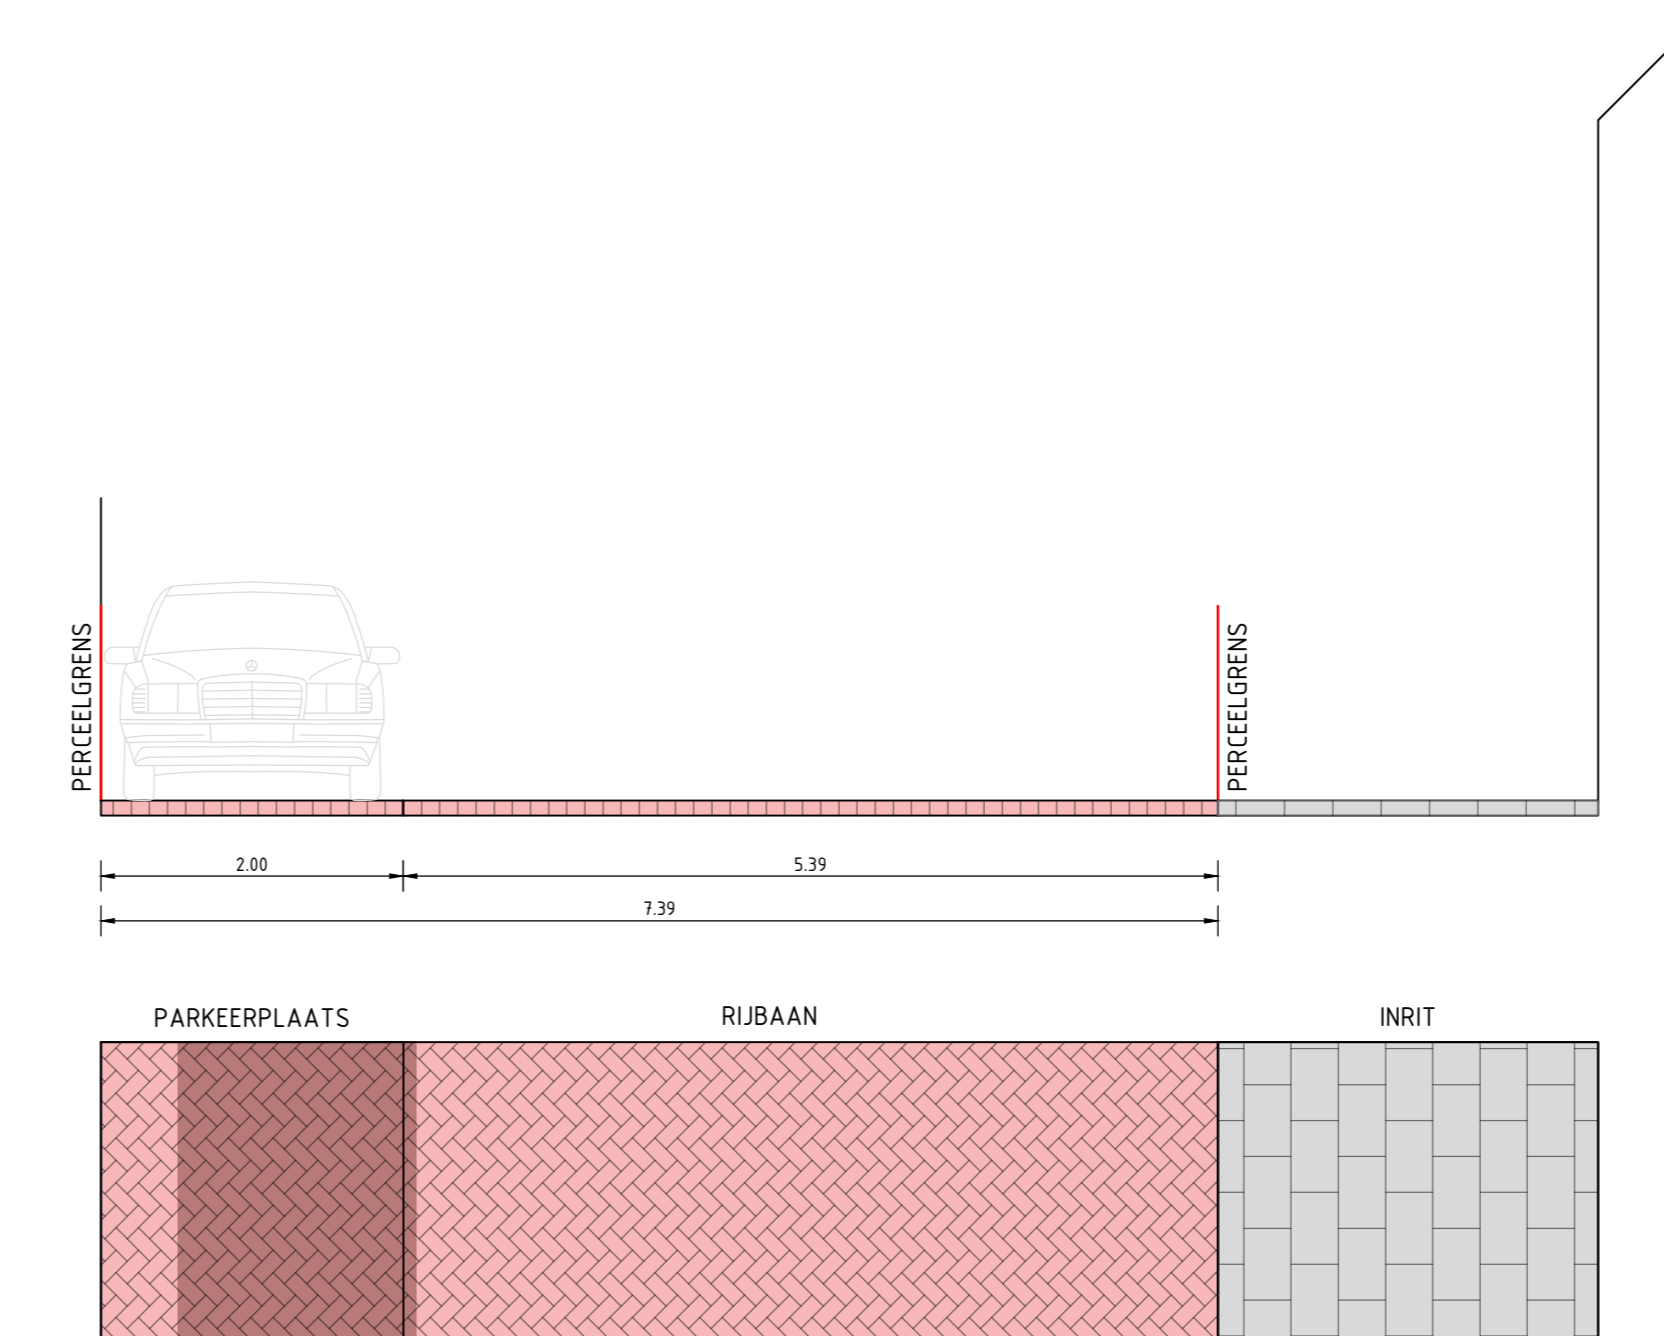 PERCEELGRENS
PERCEELGRENS
2.00
5.39
7.39
PARKEERPLAATS
RIJBAAN
INRIT